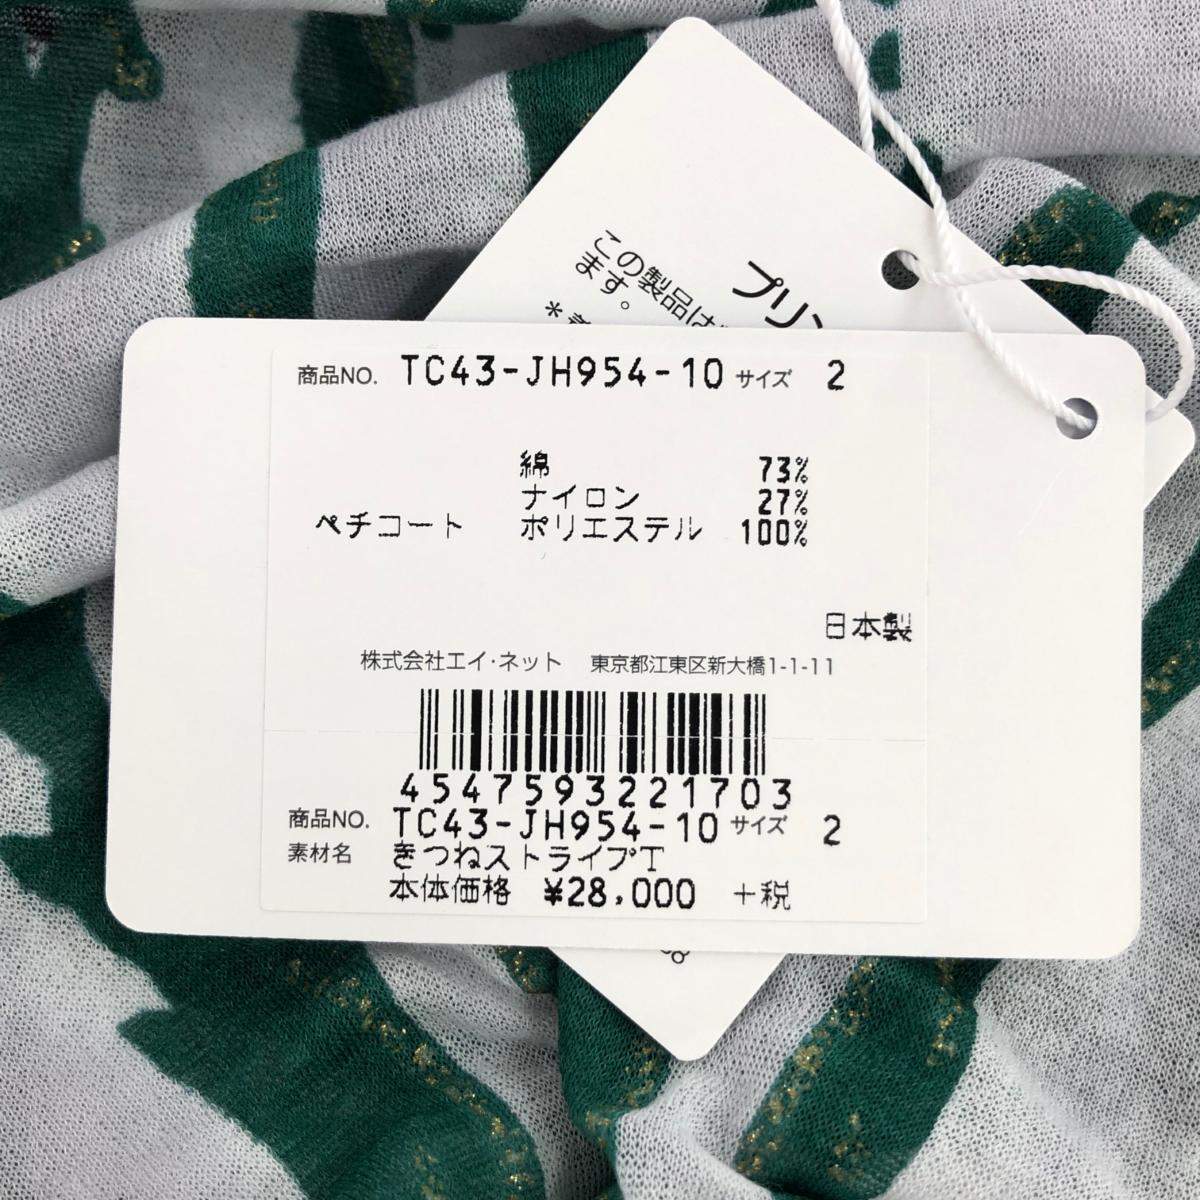 プリン
この製品は
ます。
*
商品NO. TC43-JH954-10 サイズ 2
綿 73%
ナイロン 27%
ペチコート ポリエステル 100%
日本製
株式会社エイ・ネット 東京都江東区新大橋1-1-11
4547593221703
商品NO. TC43-JH954-10 サイズ 2
素材名 きつねストライプT
本体価格 ¥28,000 +税